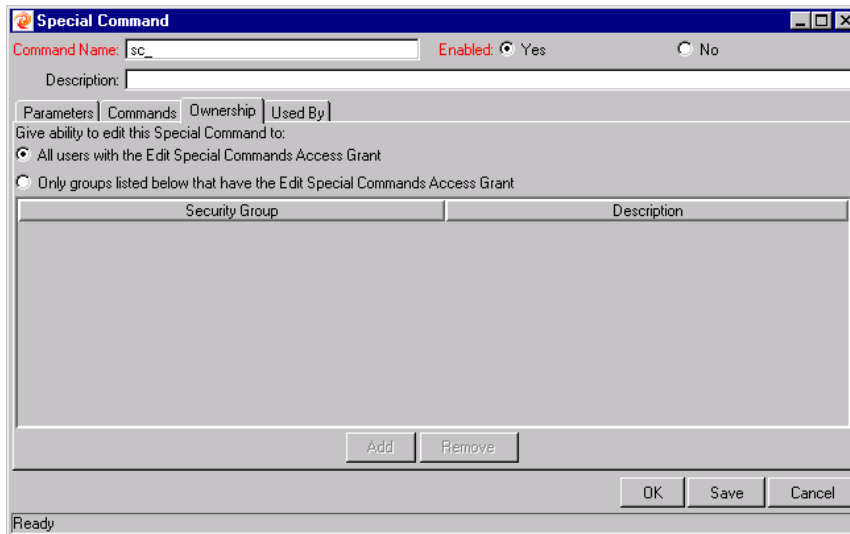 Special Command
Command Name: sc_ Enabled: Yes No
Description:
Parameters Commands Ownership Used By
Give ability to edit this Special Command to:
All users with the Edit Special Commands Access Grant
Only groups listed below that have the Edit Special Commands Access Grant
Security Group Description
Add Remove
OK Save Cancel
Ready